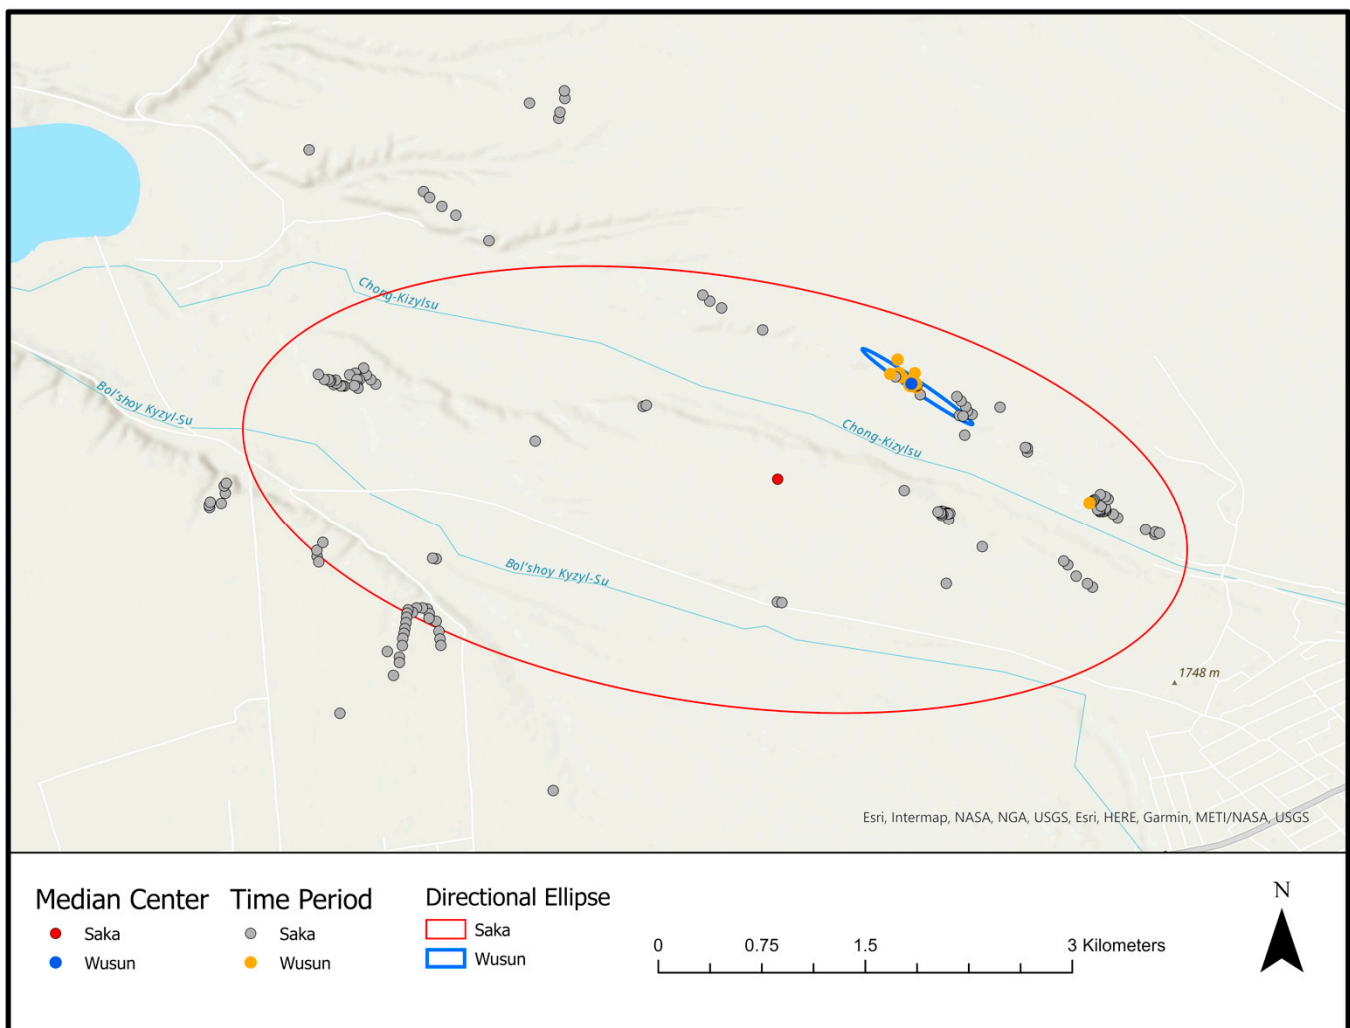 Chong-Kizylsu
Bol'shoy Kyzyl-Su
Chong-Kizylsu
Bol'shoy Kyzyl-Su
1748 m
Esri, Intermap, NASA, NGA, USGS, Esri, HERE, Garmin, METI/NASA, USGS
Median Center Time Period Directional Ellipse
Saka Saka Saka
Wusun Wusun Wusun
0 0.75 1.5 3 Kilometers
N